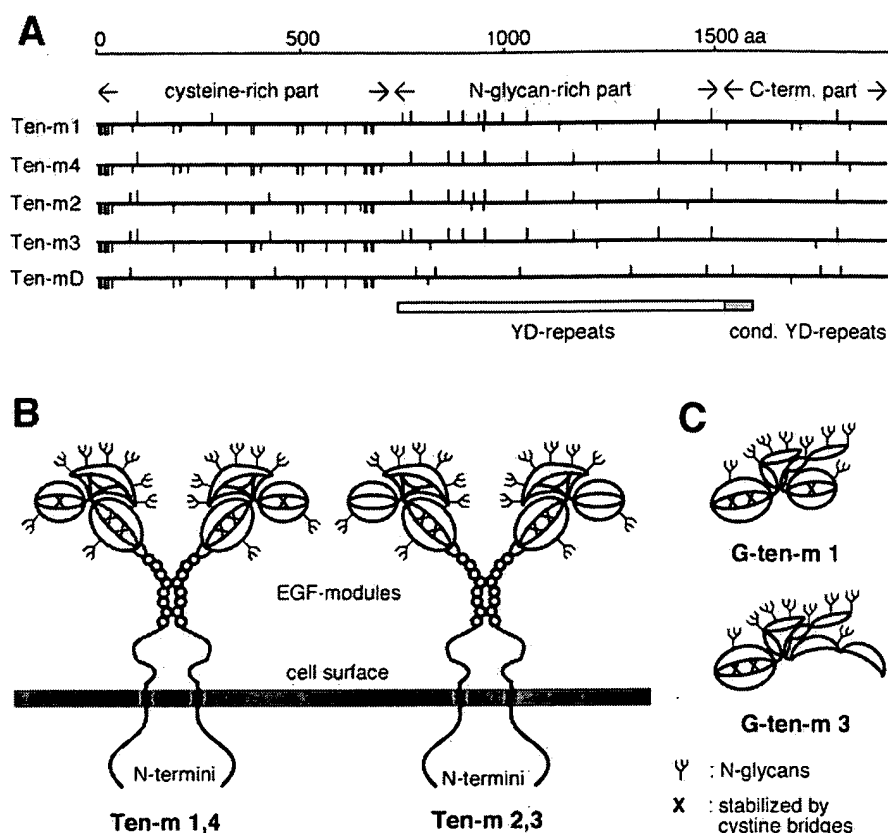 A
0 500 1000 1500 aa
cysteine-rich part N-glycan-rich part C-term. part
Ten-m1
Ten-m4
Ten-m2
Ten-m3
Ten-mD
YD-repeats cond. YD-repeats
B
EGF-modules
cell surface
N-termini N-termini
Ten-m 1,4 Ten-m 2,3
C
G-ten-m 1
G-ten-m 3
: N-glycans
X : stabilized by
cystine bridges